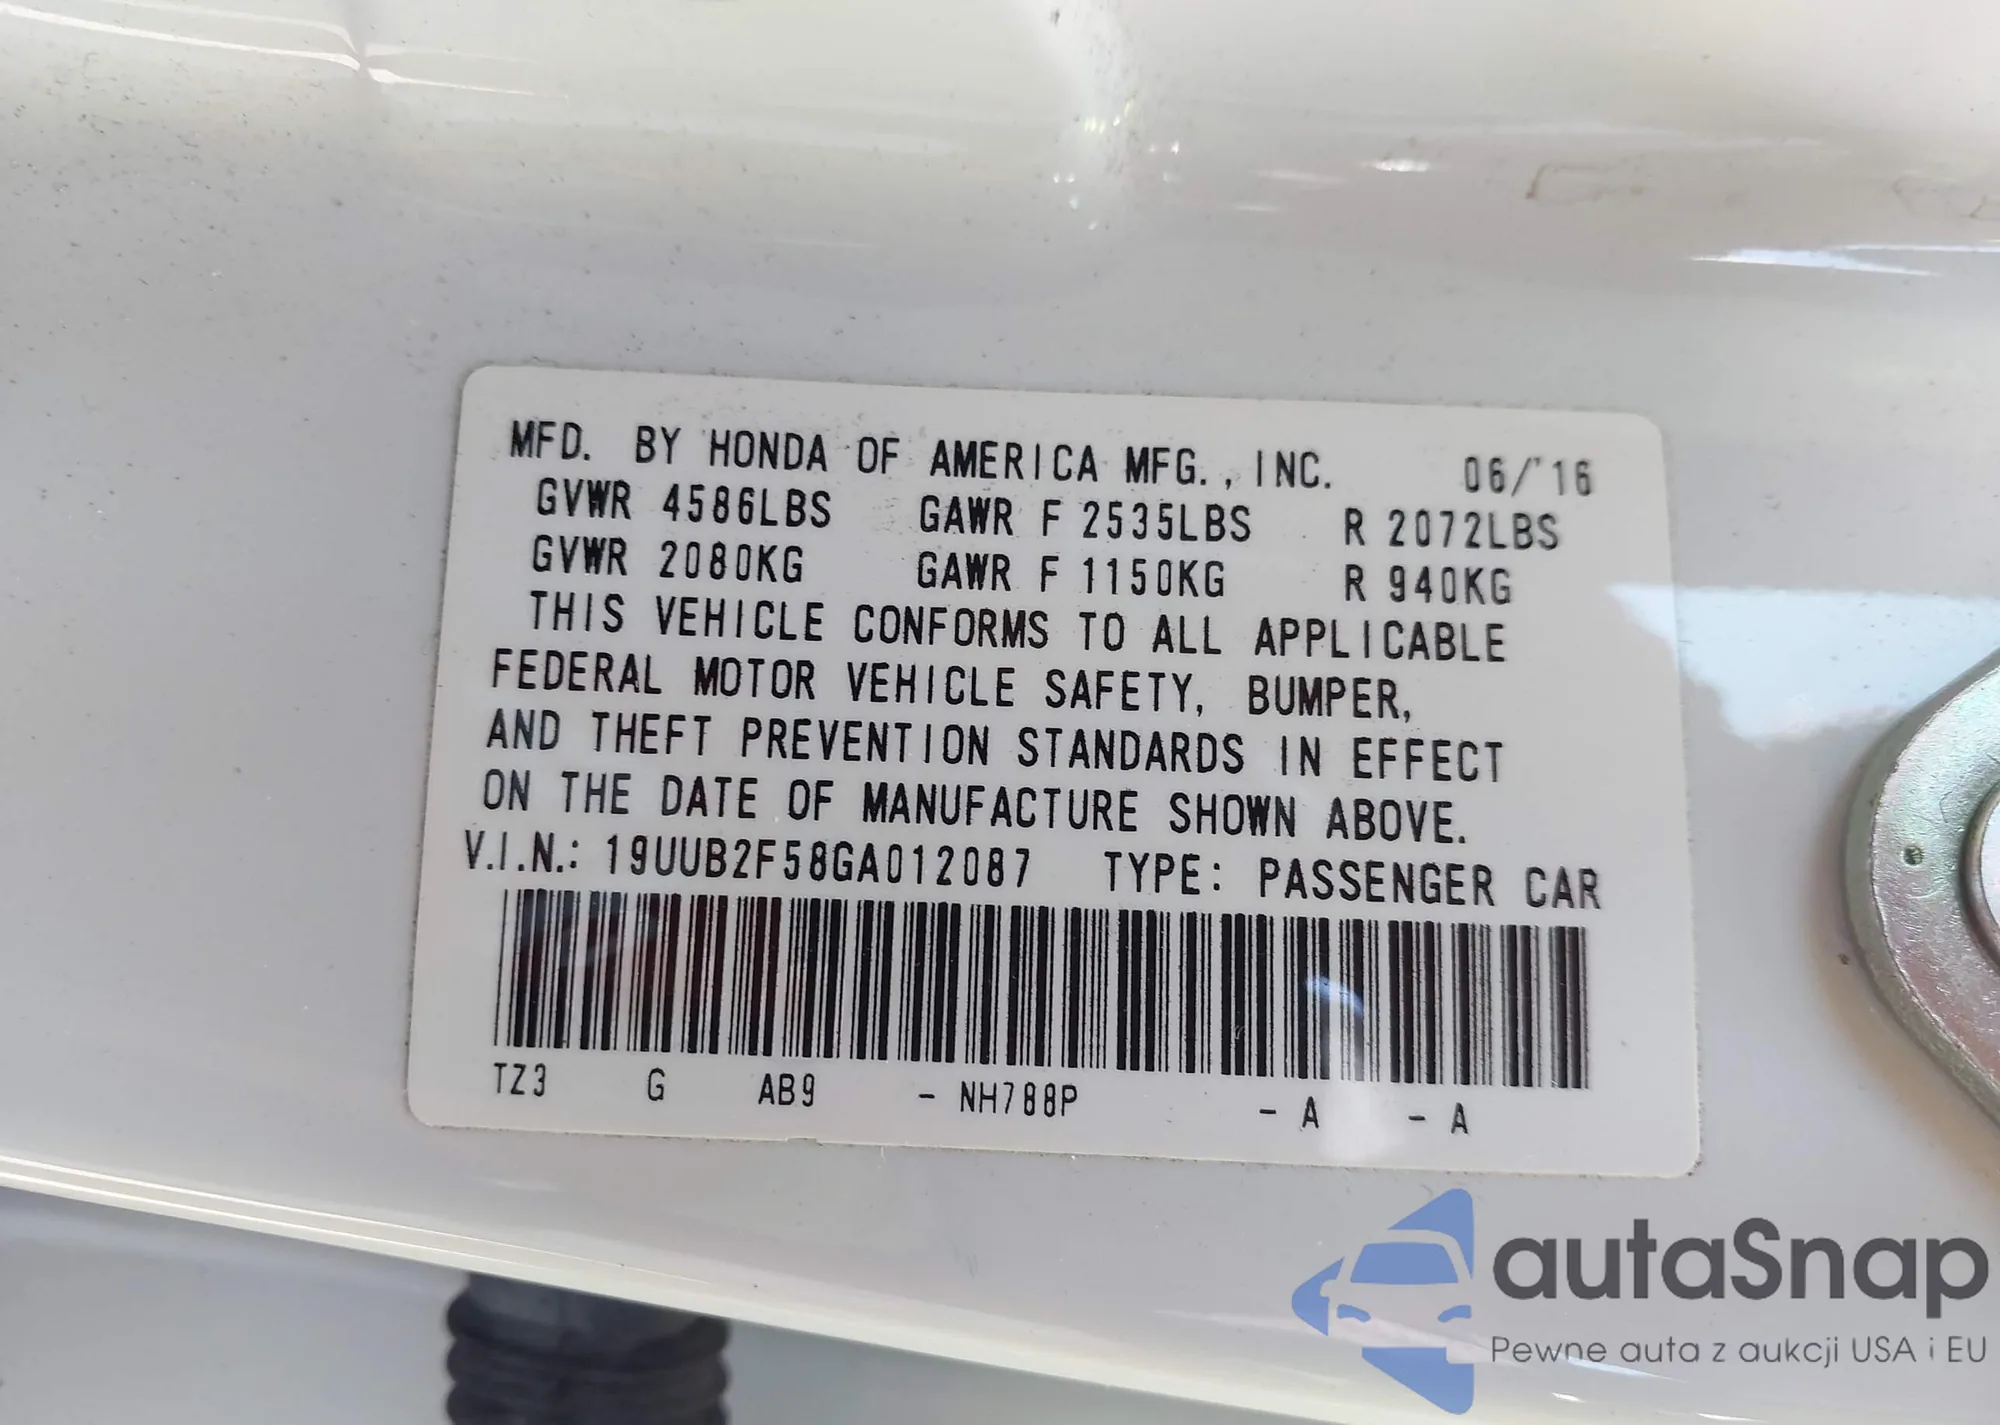 MFD. BY HONDA OF AMERICA MFG., INC. 06/'16
GVWR 4586LBS GAWR F 2535LBS R 2072LBS
GVWR 2080KG GAWR F 1150KG R 940KG
THIS VEHICLE CONFORMS TO ALL APPLICABLE
FEDERAL MOTOR VEHICLE SAFETY, BUMPER,
AND THEFT PREVENTION STANDARDS IN EFFECT
ON THE DATE OF MANUFACTURE SHOWN ABOVE.
V.I.N.: 19UUB2F58GA012087 TYPE: PASSENGER CAR
TZ3 G AB9 - NH788P - A - A
autaSnap
Pewne auta z aukcji USA i EU